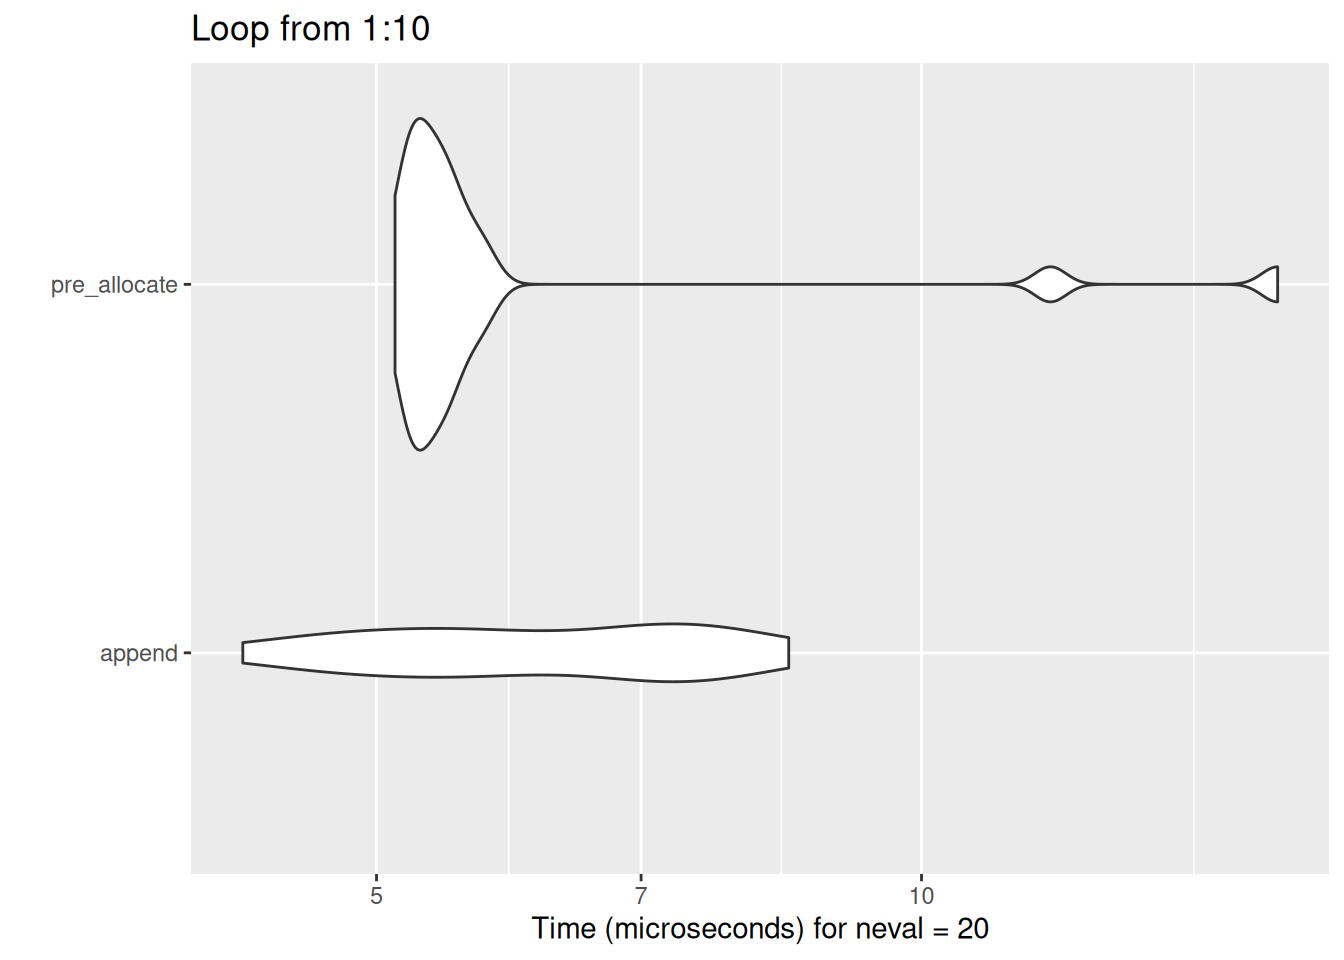 Loop from 1:10
pre_allocate
append
5 7 10
Time (microseconds) for neval = 20